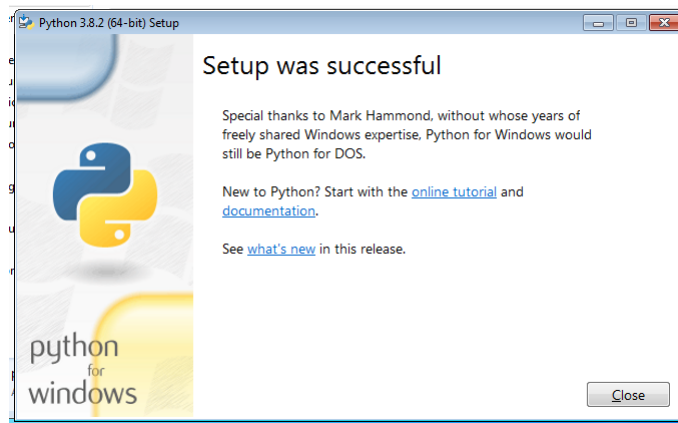 Python 3.8.2 (64-bit) Setup
Setup was successful
Special thanks to Mark Hammond, without whose years of
freely shared Windows expertise, Python for Windows would
still be Python for DOS.
New to Python? Start with the online tutorial and
documentation.
See what's new in this release.
python
for
windows
Close